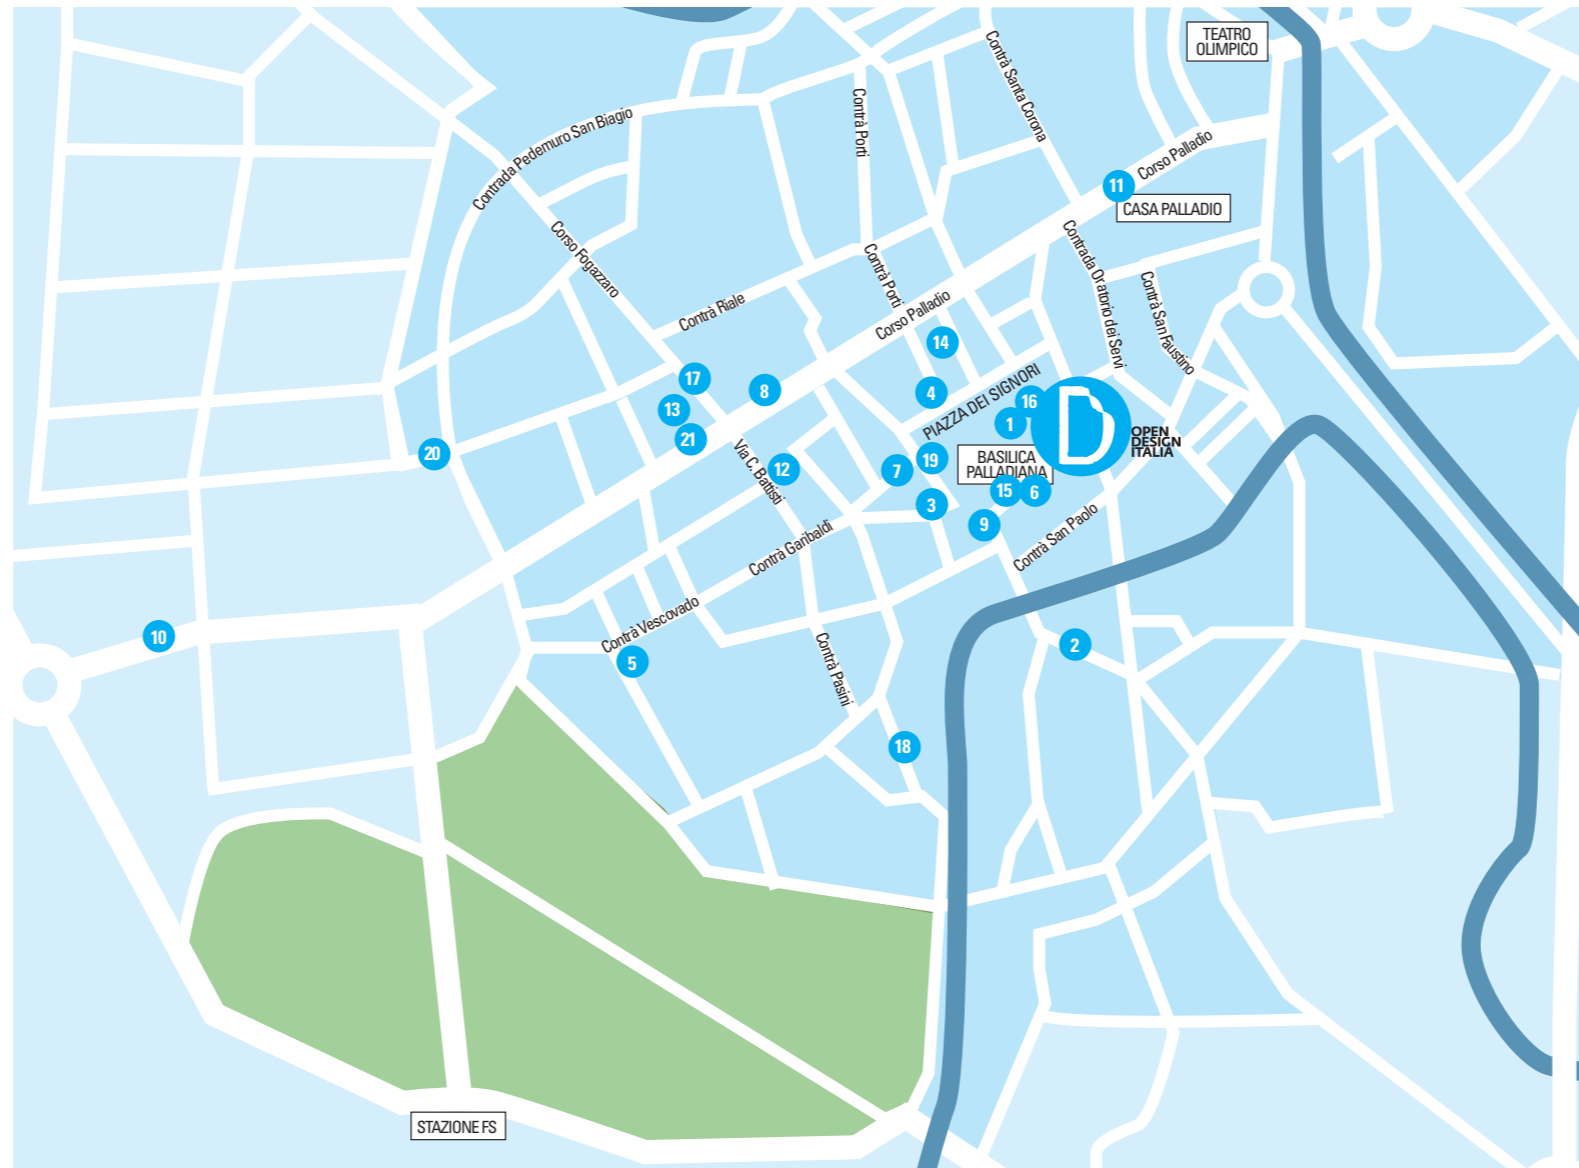 TEATRO
OLIMPICO
Contrà Santa Corona
Contrà Porti
Contrada Pedemuro San Biagio
Corso Palladio
11
CASA PALLADIO
Corso Fogazzaro
Contrà Porti
Contrada Oratorio dei Servi
Contrà San Faustino
Contrà Riale
Corso Palladio
14
17
8
4
PIAZZA DEI SIGNORI
16
13
1
21
OPEN
DESIGN
ITALIA
20
Via C. Battisti
12
7
19
BASILICA
PALLADIANA
15
6
3
9
Contrà Garibaldi
Contrà San Paolo
Contrà Vescovado
10
5
2
Contrà Pasini
18
STAZIONE FS